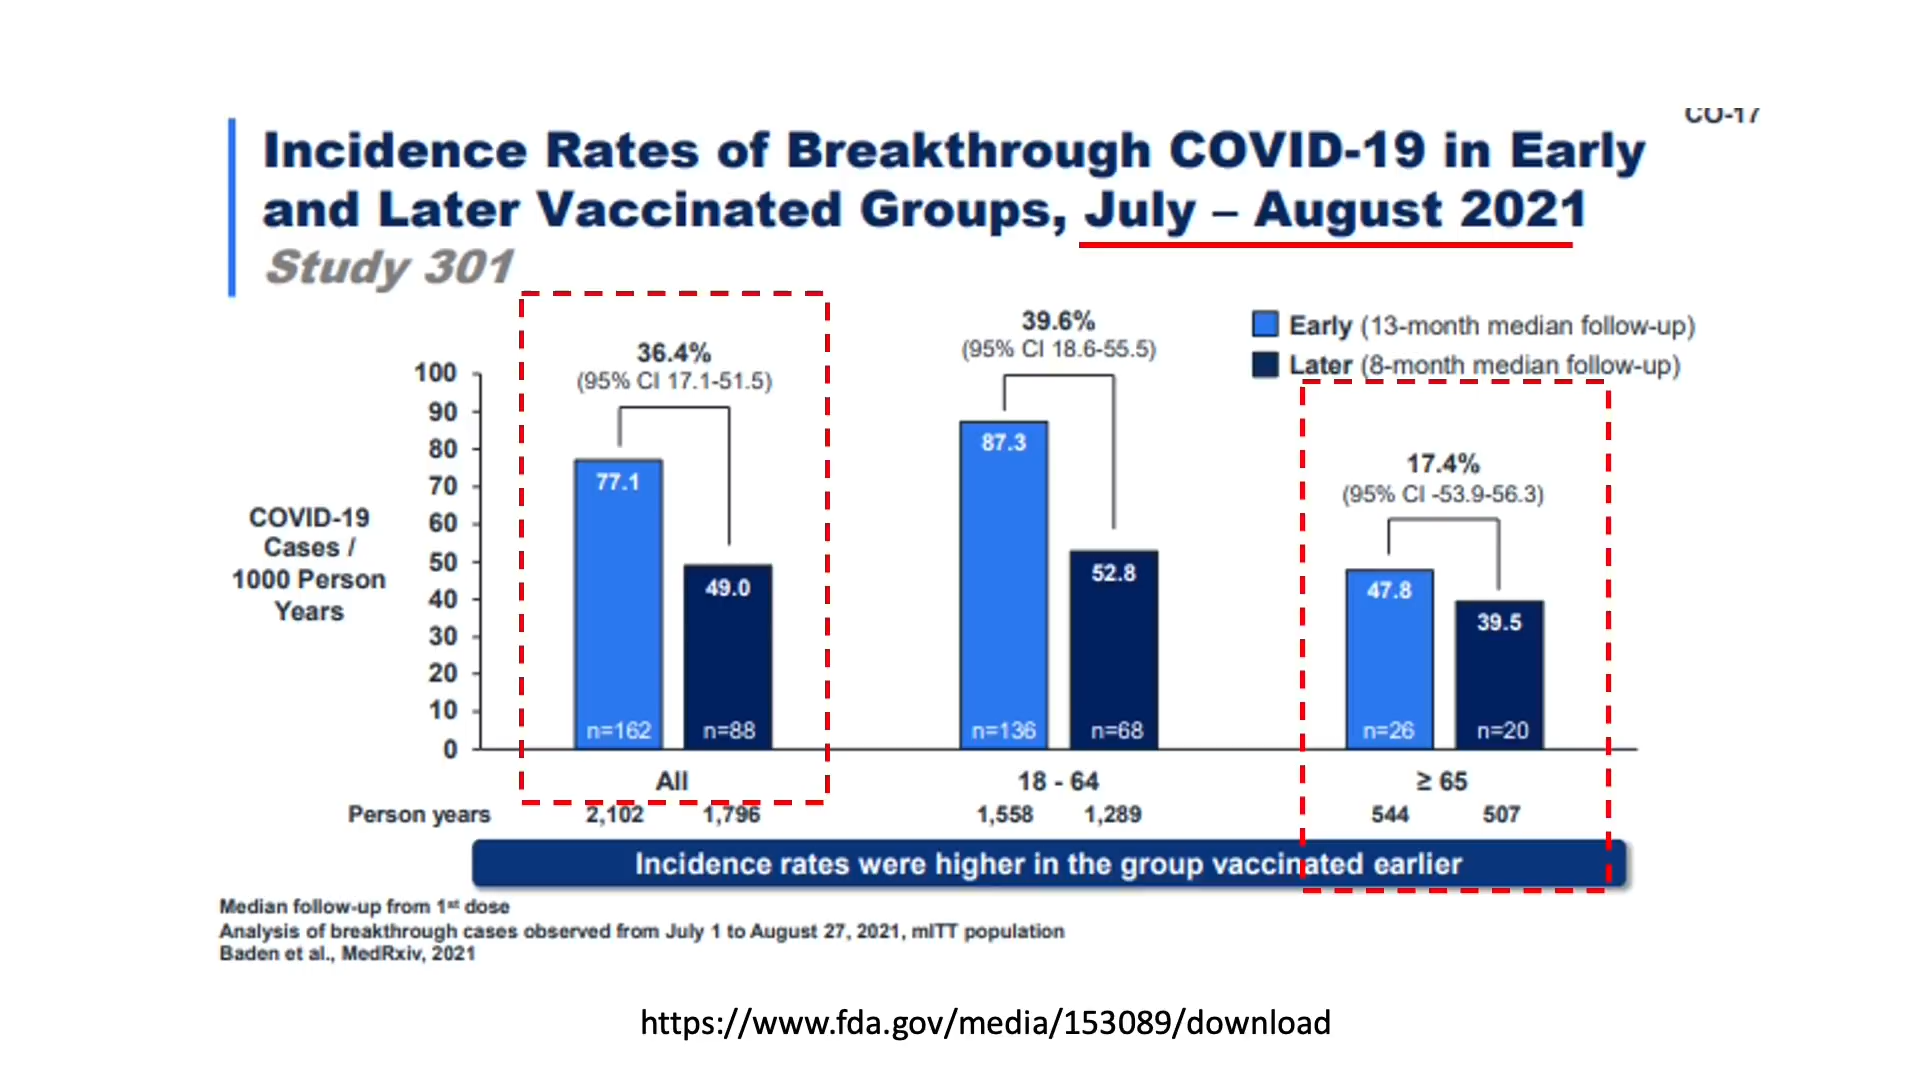 CO-17
Incidence Rates of Breakthrough COVID-19 in Early
and Later Vaccinated Groups, July – August 2021
Study 301
Early (13-month median follow-up)
Later (8-month median follow-up)
COVID-19
Cases /
1000 Person
Years
100
90
80
70
60
50
40
30
20
10
0
36.4%
(95% CI 17.1-51.5)
77.1
49.0
n=162 n=88
39.6%
(95% CI 18.6-55.5)
87.3
52.8
n=136 n=68
17.4%
(95% CI -53.9-56.3)
47.8
39.5
n=26 n=20
All 18 - 64 ≥ 65
Person years 2,102 1,796 1,558 1,289 544 507
Incidence rates were higher in the group vaccinated earlier
Median follow-up from 1st dose
Analysis of breakthrough cases observed from July 1 to August 27, 2021, mITT population
Baden et al., MedRxiv, 2021
https://www.fda.gov/media/153089/download